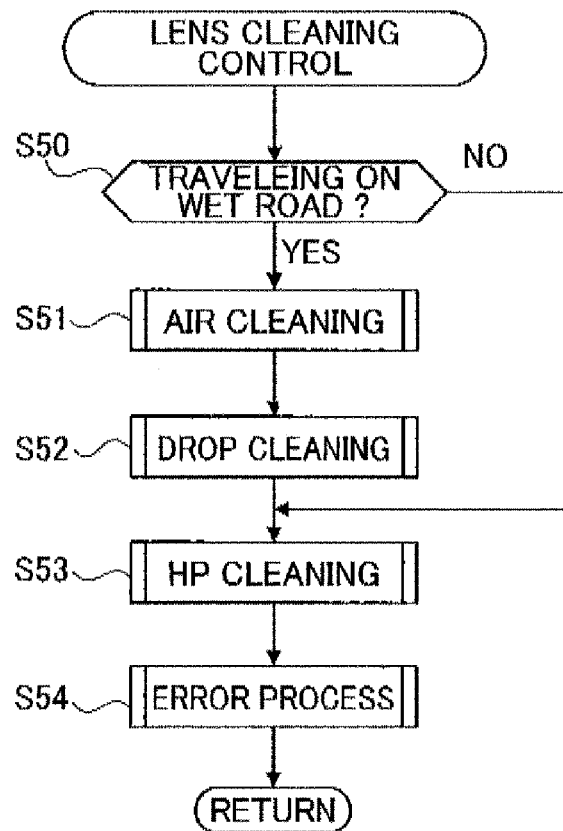 LENS CLEANING
CONTROL
S50
TRAVELEING ON
WET ROAD ?
NO
YES
S51
AIR CLEANING
S52
DROP CLEANING
S53
HP CLEANING
S54
ERROR PROCESS
RETURN